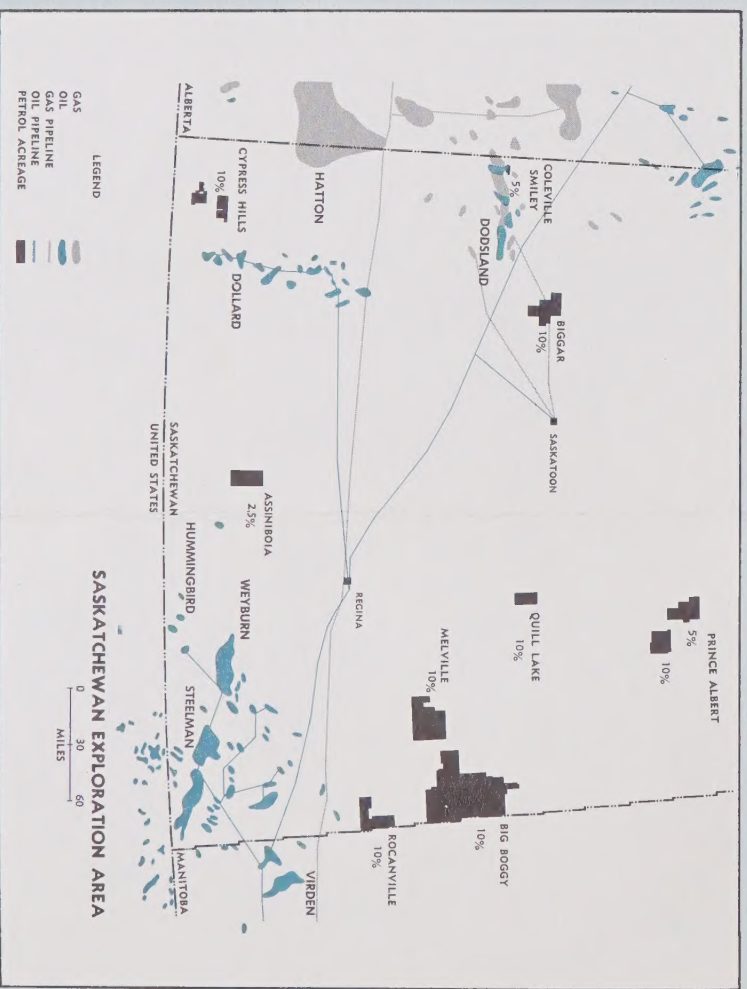 PRINCE ALBERT
5%
10%
COLEVILLE
SMILEY
5%
DODSLAND
BIGGAR
10%
SASKATOON
QUILL LAKE
10%
BIG BOGGY
10%
MELVILLE
10%
ROCANVILLE
10%
REGINA
HATTON
VIRDEN
CYPRESS HILLS
10%
DOLLARD
ASSINIBOIA
2.5%
WEYBURN
HUMMINGBIRD
STEELMAN
ALBERTA
SASKATCHEWAN
UNITED STATES
MANITOBA
LEGEND
GAS
OIL
GAS PIPELINE
OIL PIPELINE
PETROL ACREAGE
SASKATCHEWAN EXPLORATION AREA
0 30 60
MILES